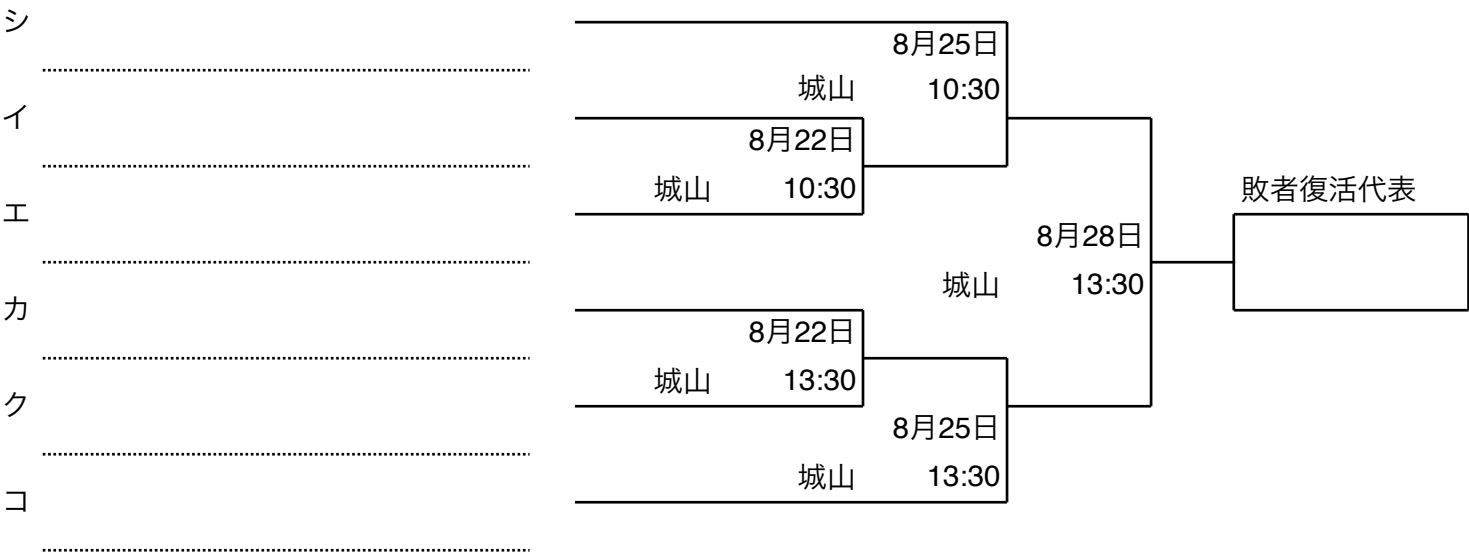 シ
8月25日
城山 10:30
イ
8月22日
城山 10:30
敗者復活代表
エ
8月28日
城山 13:30
カ
8月22日
城山 13:30
ク
8月25日
城山 13:30
コ